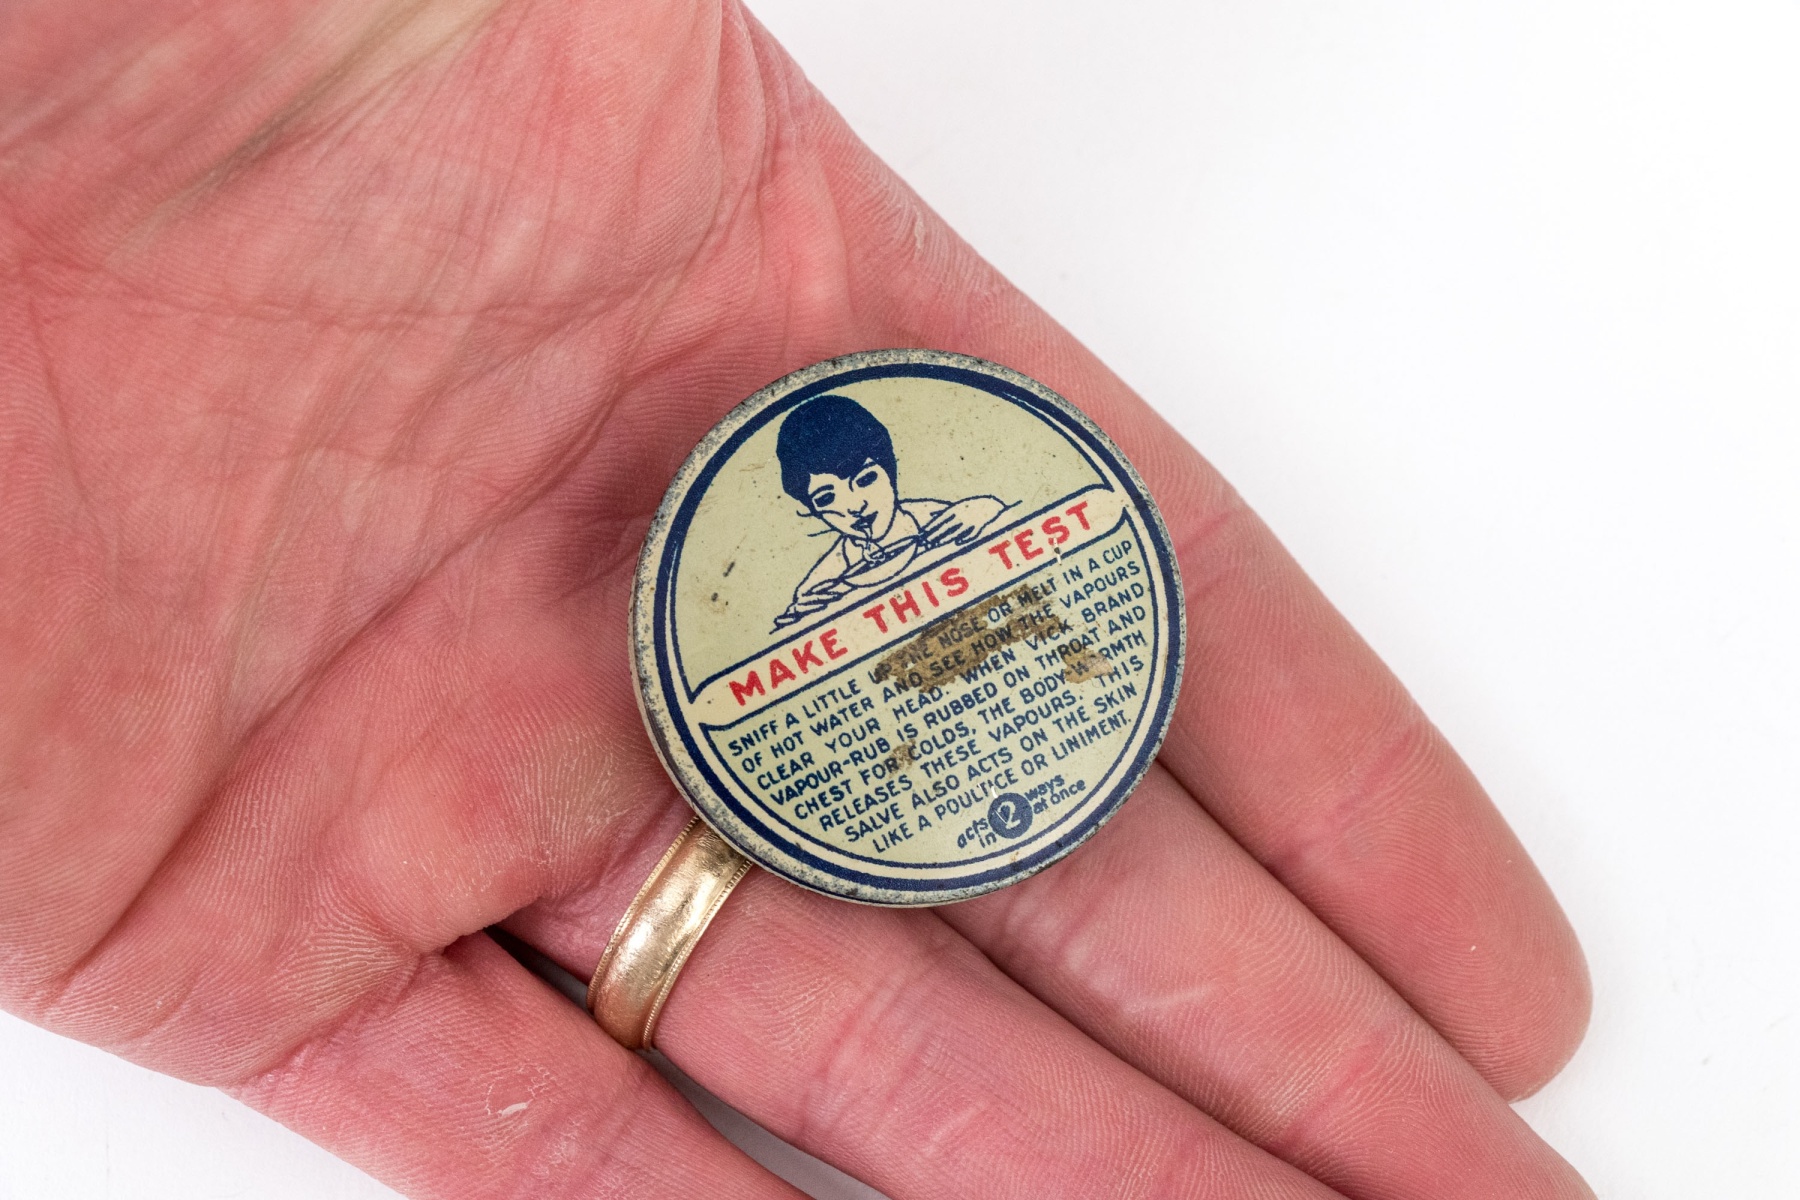 MAKE THIS TEST
SNIFF A LITTLE UP THE NOSE OR MELT IN A CUP
OF HOT WATER AND SEE HOW THE VAPOURS
CLEAR YOUR HEAD. WHEN VICK BRAND
VAPOUR-RUB IS RUBBED ON THROAT AND
CHEST FOR COLDS, THE BODY-WARMTH
RELEASES THESE VAPOURS. THIS
SALVE ALSO ACTS ON THE SKIN
LIKE A POULTICE OR LINIMENT.
acts in 2 ways at once